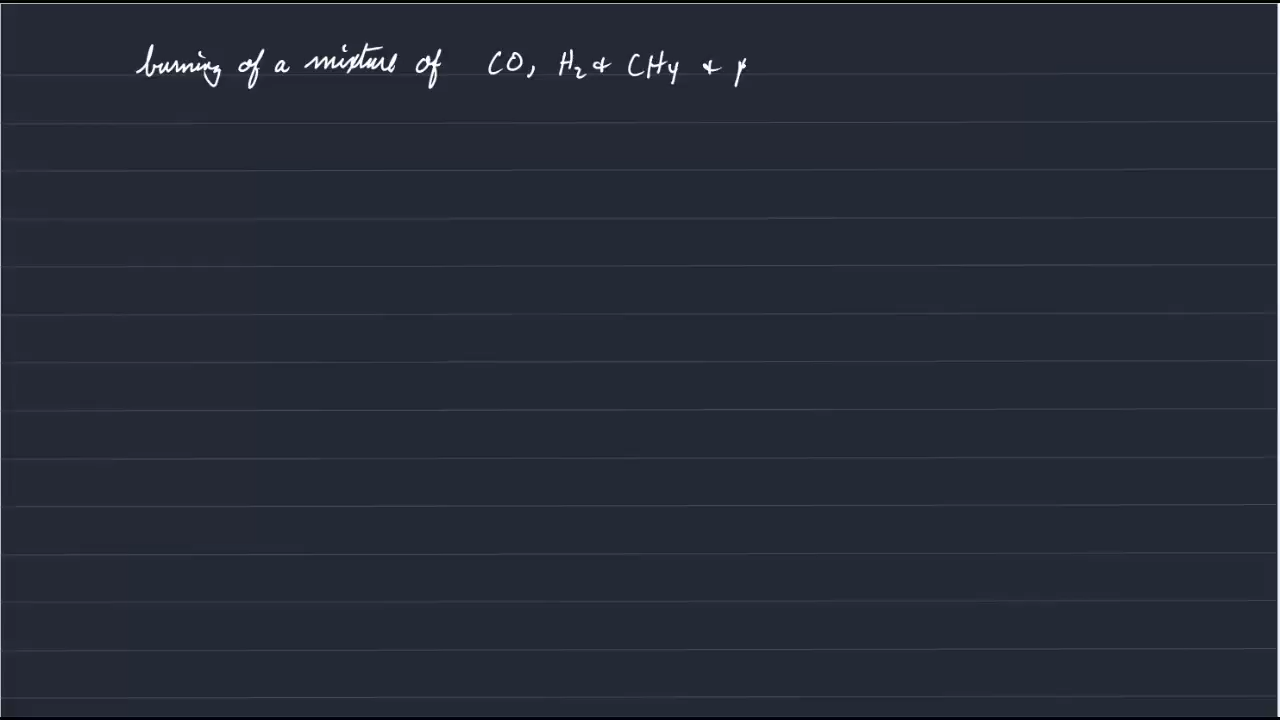 burning of a mixture of CO, H₂ & CH₄ &